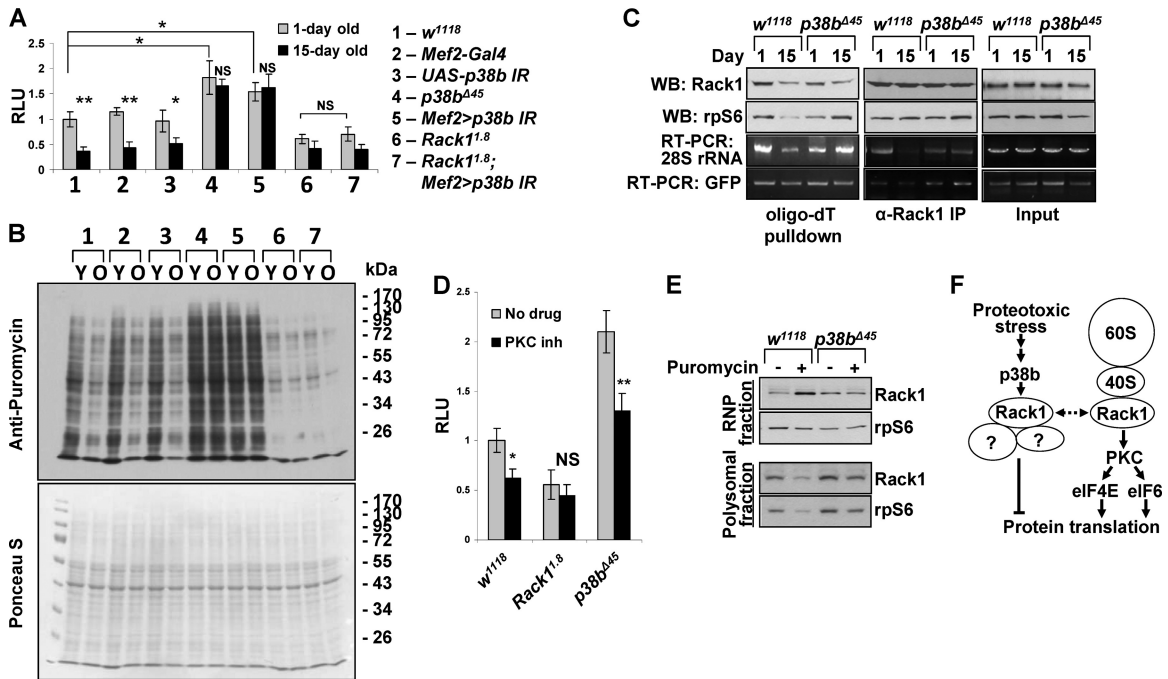 A
* 
*
1-day old
15-day old
RLU
2.5
2
1.5
1
0.5
0
**
**
*
NS
NS
NS
1 2 3 4 5 6 7
1 – w1118
2 – Mef2-Gal4
3 – UAS-p38b IR
4 – p38bΔ45
5 – Mef2>p38b IR
6 – Rack11.8
7 – Rack11.8;
Mef2>p38b IR
B
1 2 3 4 5 6 7
Y O Y O Y O Y O Y O Y O Y O
kDa
Anti-Puromycin
- 170
- 130
- 95
- 72
- 55
- 43
- 34
- 26
Ponceau S
- 170
- 130
- 95
- 72
- 55
- 43
- 34
- 26
C
w1118 p38bΔ45 w1118 p38bΔ45 w1118 p38bΔ45
Day 1 15 1 15 1 15 1 15 1 15 1 15
WB: Rack1
WB: rpS6
RT-PCR:
28S rRNA
RT-PCR: GFP
oligo-dT
pulldown
α-Rack1 IP
Input
D
RLU
2.5
2
1.5
1
0.5
0
No drug
PKC inh
*
NS
**
w1118
Rack11.8
p38bΔ45
E
w1118 p38bΔ45
Puromycin - + - +
RNP
fraction
Rack1
rpS6
Polysomal
fraction
Rack1
rpS6
F
Proteotoxic
stress
p38b
Rack1
?
?
60S
40S
Rack1
PKC
eIF4E eIF6
Protein translation